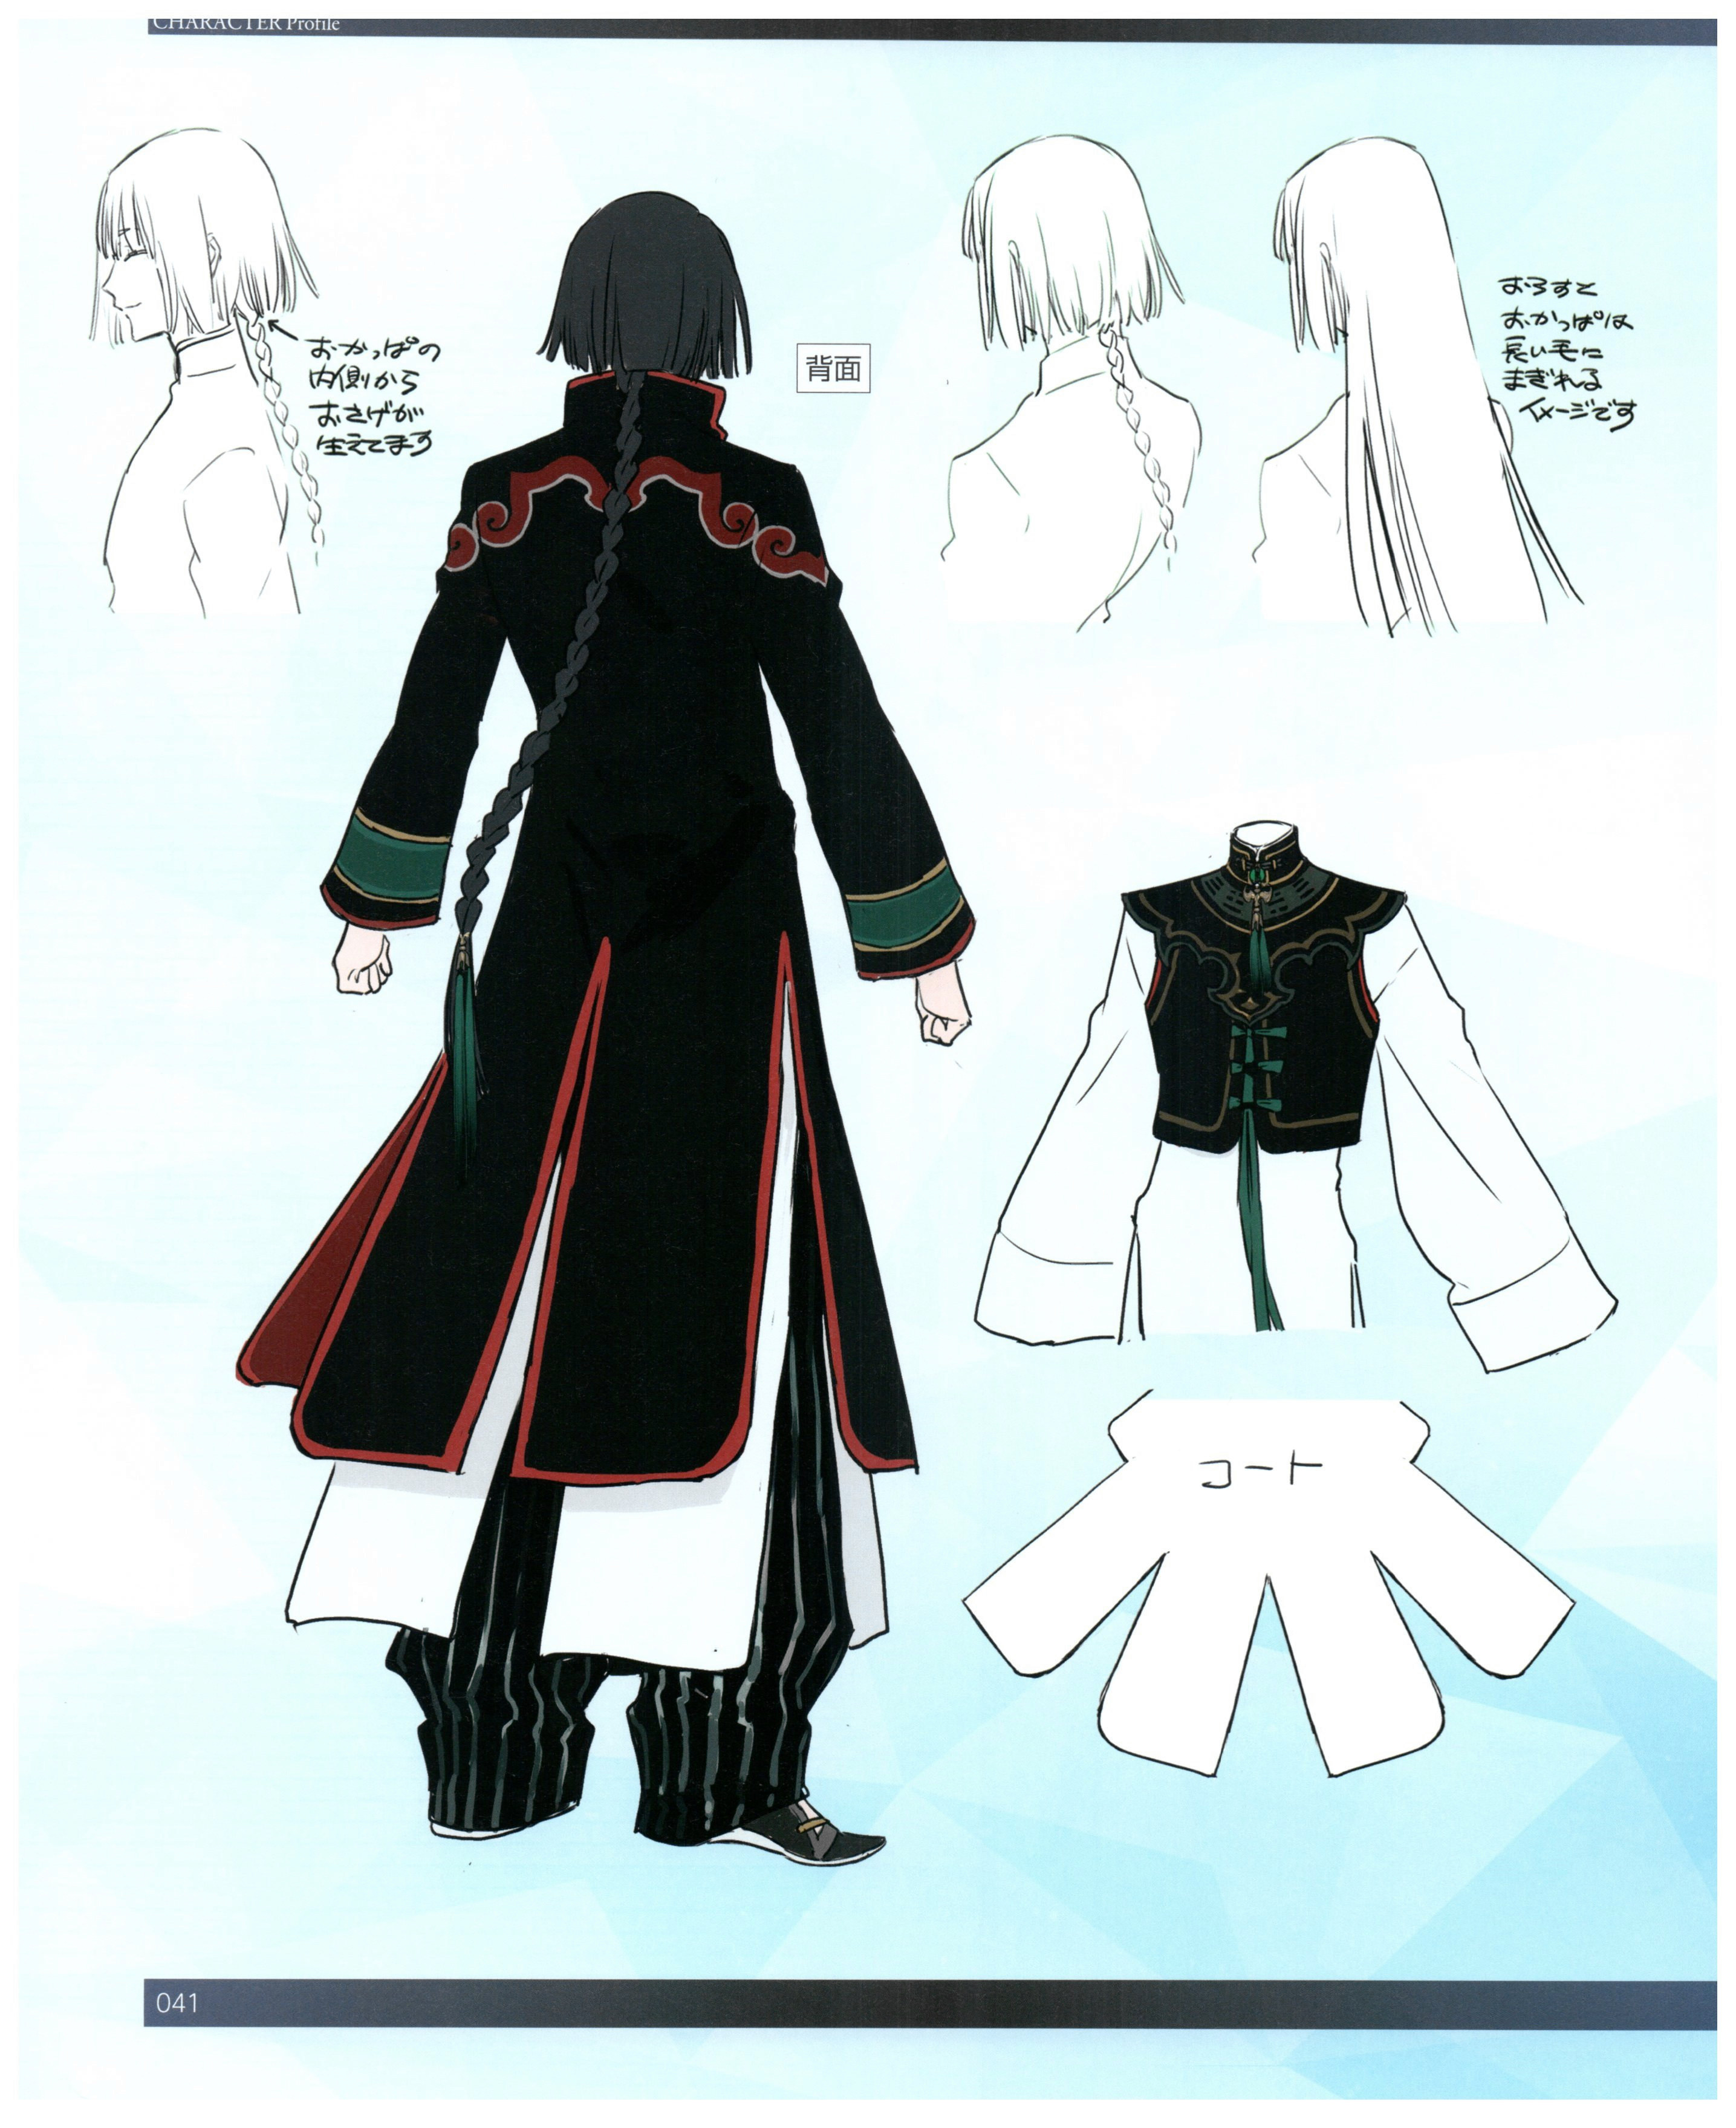 CHARACTER Profile
おかっぱの
内側から
おさげが
生えてます
背面
おろすと
おかっぱは
長い毛に
まぎれる
イメージです
コート
041